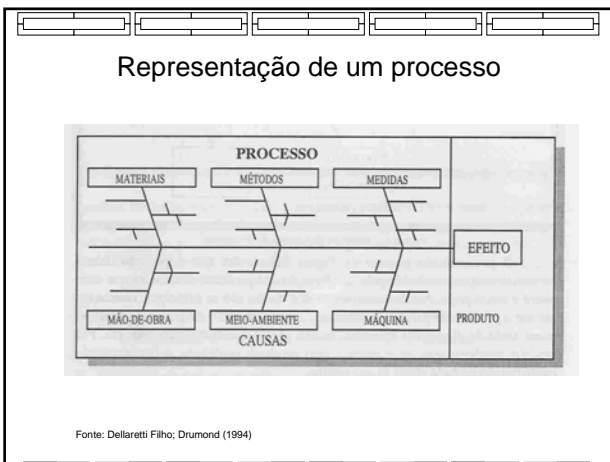 Representação de um processo
PROCESSO
MATERIAIS MÉTODOS MEDIDAS
EFEITO
MÃO-DE-OBRA MEIO-AMBIENTE MÁQUINA PRODUTO
CAUSAS
Fonte: Dellaretti Filho; Drumond (1994)